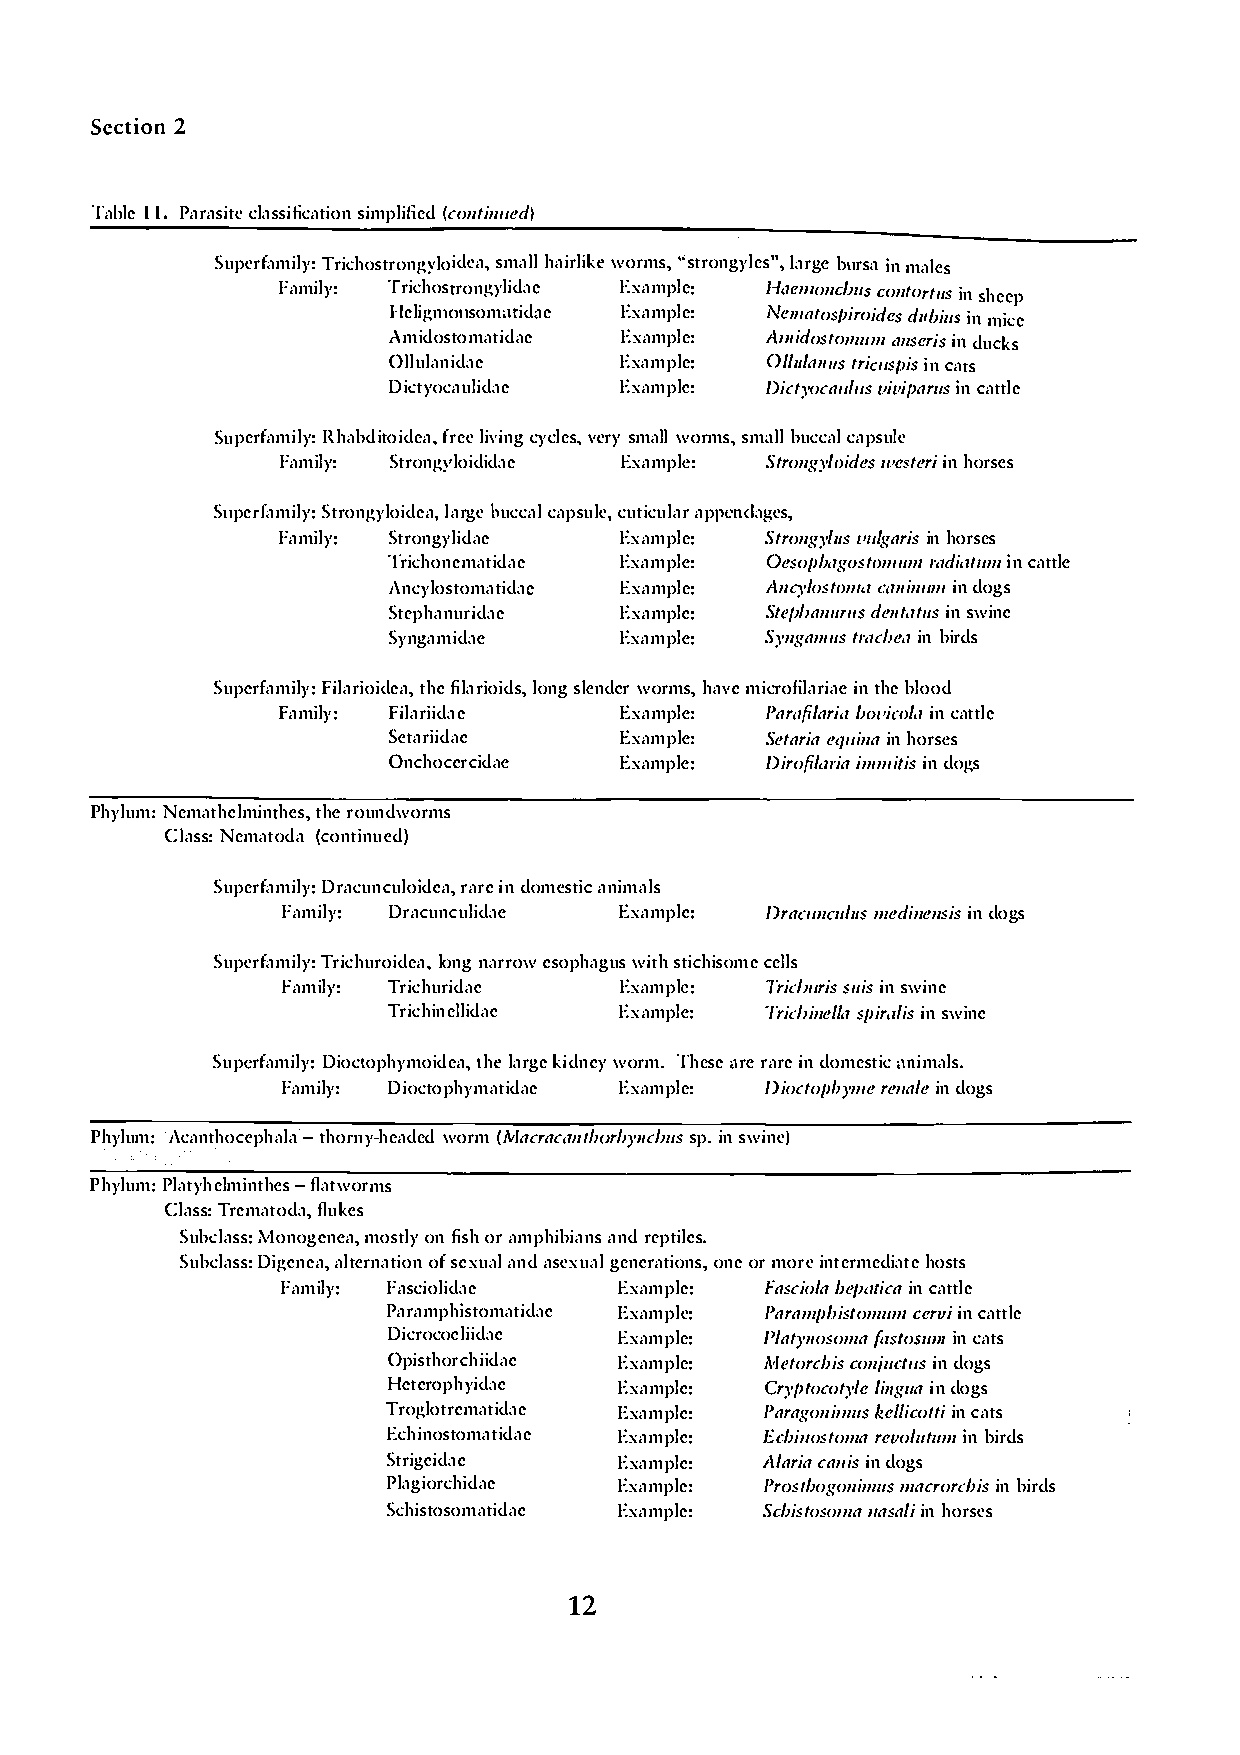 Section 2
Table 11. Parasite classification simplified (continued)
Superfamily: Trichostrongyloidea, small hairlike worms, "strongyles", large bursa in males
Family: Trichostrongylidae Example: Haemonchus contortus in sheep
Heligmonsomatidae Example: Nematospiroides dubius in mice
Amidostomatidae Example: Amidostomum anseris in ducks
Ollulanidae Example: Ollulanus tricuspis in cats
Dictyocaulidae Example: Dictyocaulus viviparus in cattle
Superfamily: Rhabditoidea, free living cycles, very small worms, small buccal capsule
Family: Strongyloididae Example: Strongyloides westeri in horses
Superfamily: Strongyloidea, large buccal capsule, cuticular appendages,
Family: Strongylidae Example: Strongylus vulgaris in horses
Trichonematidae Example: Oesophagostomum radiatum in cattle
Ancylostomatidae Example: Ancylostoma caninum in dogs
Stephanuridae Example: Stephanurus dentatus in swine
Syngamidae Example: Syngamus trachea in birds
Superfamily: Filarioidea, the filarioids, long slender worms, have microfilariae in the blood
Family: Filariidae Example: Parafilaria bovicola in cattle
Setariidae Example: Setaria equina in horses
Onchocercidae Example: Dirofilaria immitis in dogs
Phylum: Nemathelminthes, the roundworms
Class: Nematoda (continued)
Superfamily: Dracunculoidea, rare in domestic animals
Family: Dracunculidae Example: Dracunculus medinensis in dogs
Superfamily: Trichuroidea, long narrow esophagus with stichisome cells
Family: Trichuridae Example: Trichuris suis in swine
Trichinellidae Example: Trichinella spiralis in swine
Superfamily: Dioctophymoidea, the large kidney worm. These are rare in domestic animals.
Family: Dioctophymatidae Example: Dioctophyme renale in dogs
Phylum: Acanthocephala – thorny-headed worm (Macracanthorhynchus sp. in swine)
Phylum: Platyhelminthes – flatworms
Class: Trematoda, flukes
Subclass: Monogenea, mostly on fish or amphibians and reptiles.
Subclass: Digenea, alternation of sexual and asexual generations, one or more intermediate hosts
Family: Fasciolidae Example: Fasciola hepatica in cattle
Paramphistomatidae Example: Paramphistomum cervi in cattle
Dicrocoeliidae Example: Platynosoma fastosum in cats
Opisthorchiidae Example: Metorchis conjuctus in dogs
Heterophyidae Example: Cryptocotyle lingua in dogs
Troglotrematidae Example: Paragonimus kellicotti in cats
Echinostomatidae Example: Echinostoma revolutum in birds
Strigeidae Example: Alaria canis in dogs
Plagiorchidae Example: Prosthogonimus macrorchis in birds
Schistosomatidae Example: Schistosoma nasali in horses
12